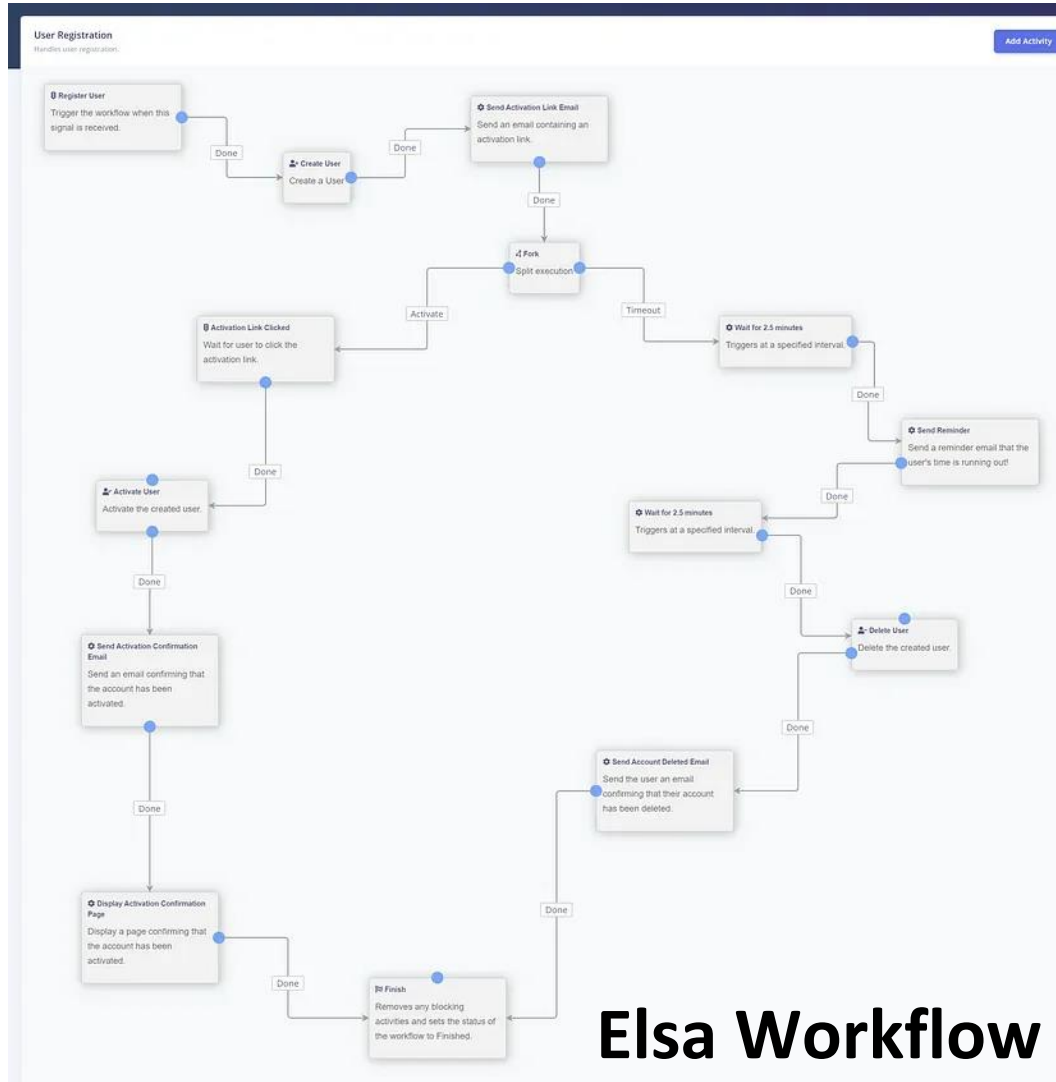 User Registration
Handles user registration.
Add Activity
Register User
Trigger the workflow when this
signal is received.
Done
Create User
Create a User
Done
Send Activation Link Email
Send an email containing an
activation link.
Done
Fork
Split execution
Activate
Timeout
Activation Link Clicked
Wait for user to click the
activation link.
Wait for 2.5 minutes
Triggers at a specified interval.
Done
Send Reminder
Send a reminder email that the
user's time is running out!
Done
Done
Activate User
Activate the created user.
Wait for 2.5 minutes
Triggers at a specified interval.
Done
Done
Delete User
Delete the created user.
Send Activation Confirmation
Email
Send an email confirming that
the account has been
activated.
Done
Send Account Deleted Email
Send the user an email
confirming that their account
has been deleted.
Done
Display Activation Confirmation
Page
Display a page confirming that
the account has been
activated.
Done
Done
Finish
Removes any blocking
activities and sets the status of
the workflow to Finished.
Elsa Workflow